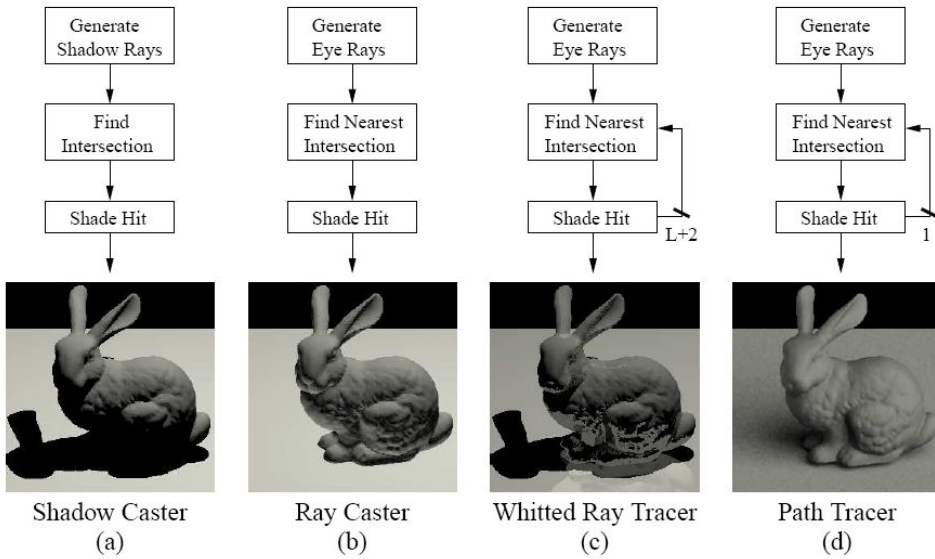 Generate
Shadow Rays
Find
Intersection
Shade Hit
Shadow Caster
(a)
Generate
Eye Rays
Find Nearest
Intersection
Shade Hit
Ray Caster
(b)
Generate
Eye Rays
Find Nearest
Intersection
Shade Hit
L+2
Whitted Ray Tracer
(c)
Generate
Eye Rays
Find Nearest
Intersection
Shade Hit
1
Path Tracer
(d)